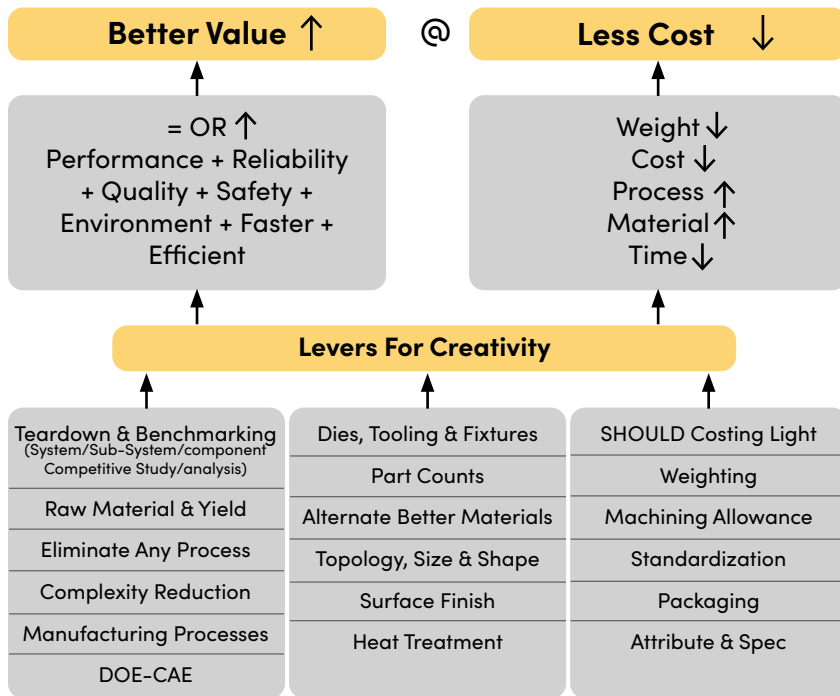 Better Value ↑
@
Less Cost ↓
= OR ↑
Performance + Reliability
+ Quality + Safety +
Environment + Faster +
Efficient
Weight ↓
Cost ↓
Process ↑
Material ↑
Time ↓
Levers For Creativity
Teardown & Benchmarking
(System/Sub-System/component
Competitive Study/analysis)
Raw Material & Yield
Eliminate Any Process
Complexity Reduction
Manufacturing Processes
DOE-CAE
Dies, Tooling & Fixtures
Part Counts
Alternate Better Materials
Topology, Size & Shape
Surface Finish
Heat Treatment
SHOULD Costing Light
Weighting
Machining Allowance
Standardization
Packaging
Attribute & Spec